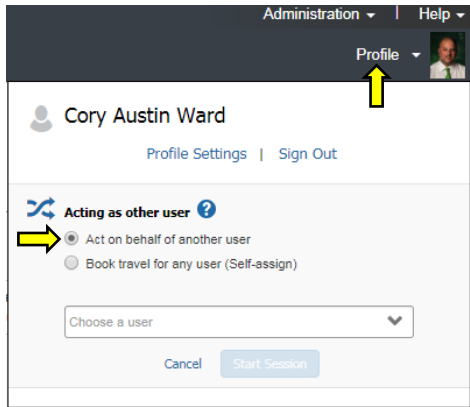 Administration | Help
Profile
Cory Austin Ward
Profile Settings | Sign Out
Acting as other user ?
Act on behalf of another user
Book travel for any user (Self-assign)
Choose a user
Cancel Start Session